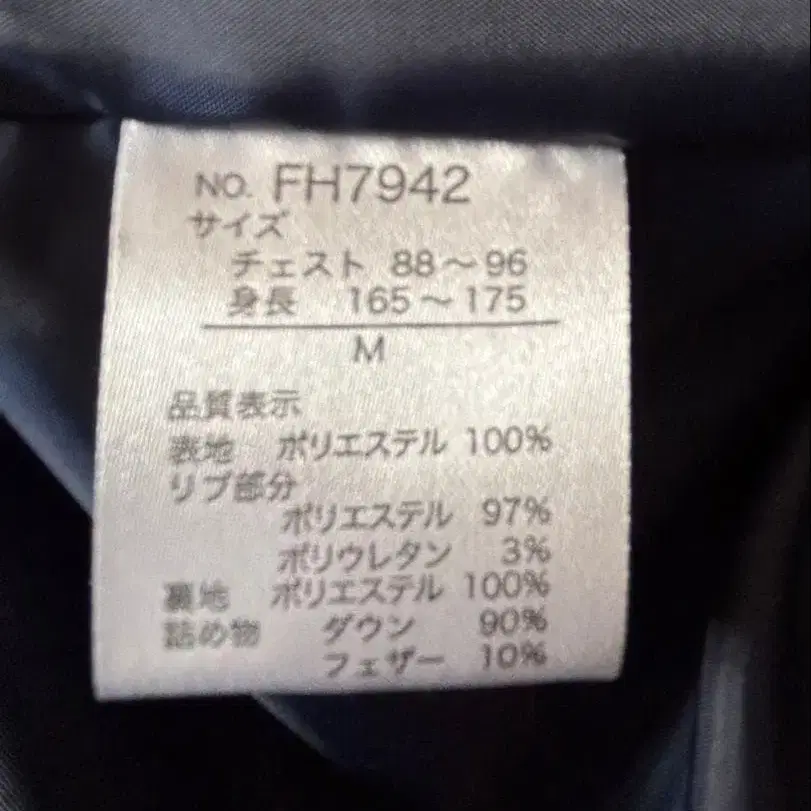 NO. FH7942
サイズ
チェスト 88～96
身長 165～175
M
品質表示
表地 ポリエステル 100%
リブ部分
ポリエステル 97%
ポリウレタン 3%
裏地 ポリエステル 100%
詰め物 ダウン 90%
フェザー 10%